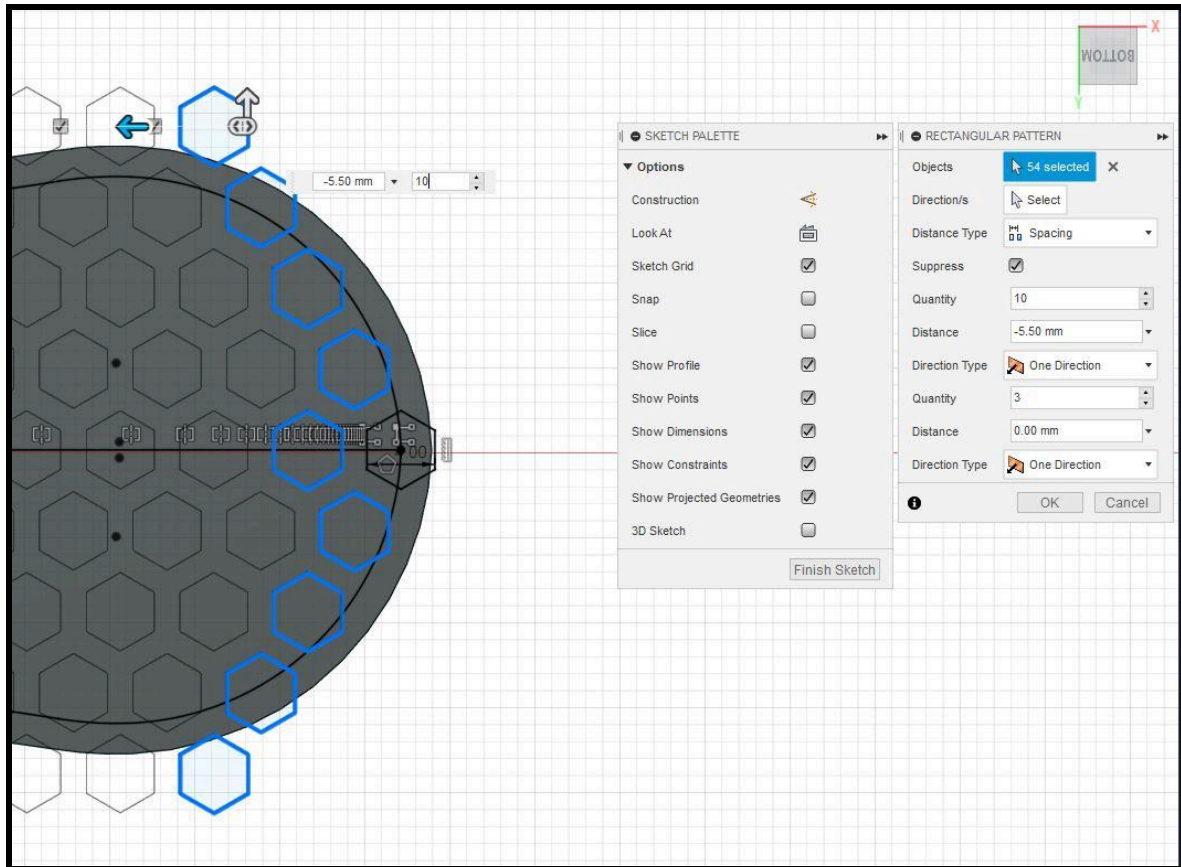 X
BOTTOM
Y
-5.50 mm
10
SKETCH PALETTE
Options
Construction
Look At
Sketch Grid
Snap
Slice
Show Profile
Show Points
Show Dimensions
Show Constraints
Show Projected Geometries
3D Sketch
Finish Sketch
RECTANGULAR PATTERN
Objects 54 selected
Direction/s Select
Distance Type Spacing
Suppress
Quantity 10
Distance -5.50 mm
Direction Type One Direction
Quantity 3
Distance 0.00 mm
Direction Type One Direction
OK Cancel